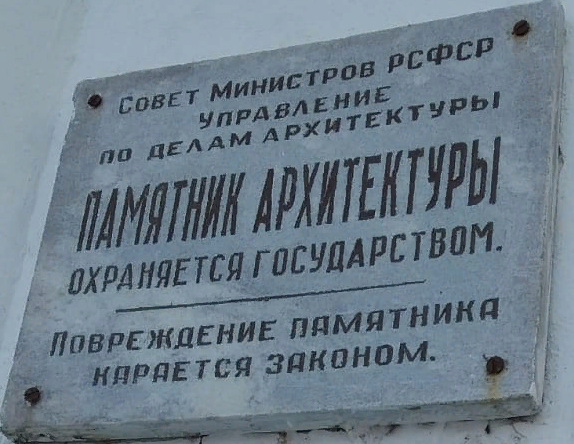 Совет Министров РСФСР
управление
по делам архитектуры
ПАМЯТНИК АРХИТЕКТУРЫ
охраняется государством.
Повреждение памятника
карается законом.